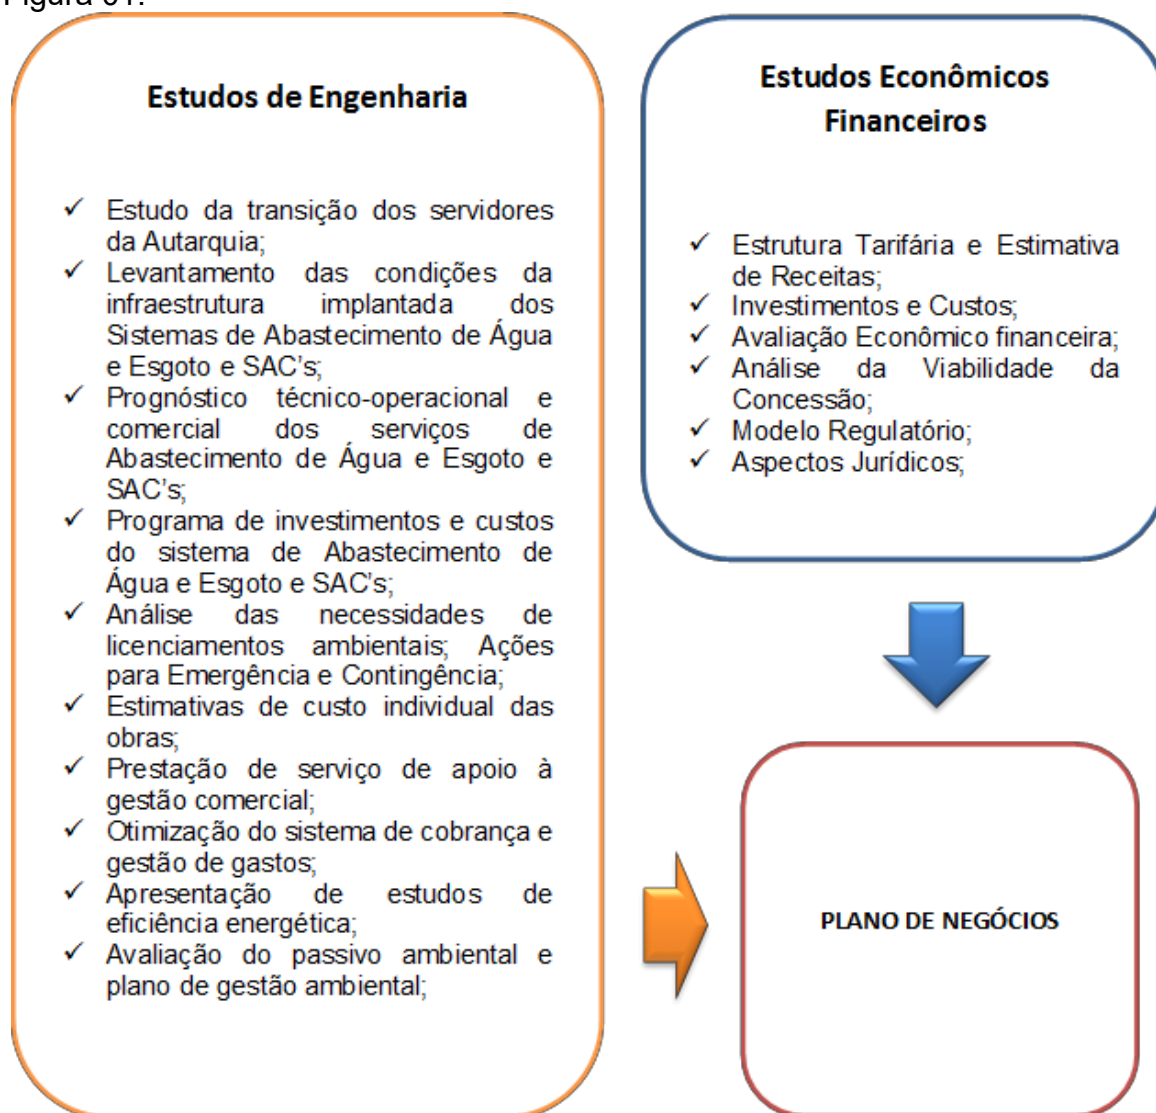 Figura 01.
Estudos de Engenharia
✓ Estudo da transição dos servidores
da Autarquia;
✓ Levantamento das condições da
infraestrutura implantada dos
Sistemas de Abastecimento de Água
e Esgoto e SAC's;
✓ Prognóstico técnico-operacional e
comercial dos serviços de
Abastecimento de Água e Esgoto e
SAC's;
✓ Programa de investimentos e custos
do sistema de Abastecimento de
Água e Esgoto e SAC's;
✓ Análise das necessidades de
licenciamentos ambientais; Ações
para Emergência e Contingência;
✓ Estimativas de custo individual das
obras;
✓ Prestação de serviço de apoio à
gestão comercial;
✓ Otimização do sistema de cobrança e
gestão de gastos;
✓ Apresentação de estudos de
eficiência energética;
✓ Avaliação do passivo ambiental e
plano de gestão ambiental;
Estudos Econômicos
Financeiros
✓ Estrutura Tarifária e Estimativa
de Receitas;
✓ Investimentos e Custos;
✓ Avaliação Econômico financeira;
✓ Análise da Viabilidade da
Concessão;
✓ Modelo Regulatório;
✓ Aspectos Jurídicos;
PLANO DE NEGÓCIOS